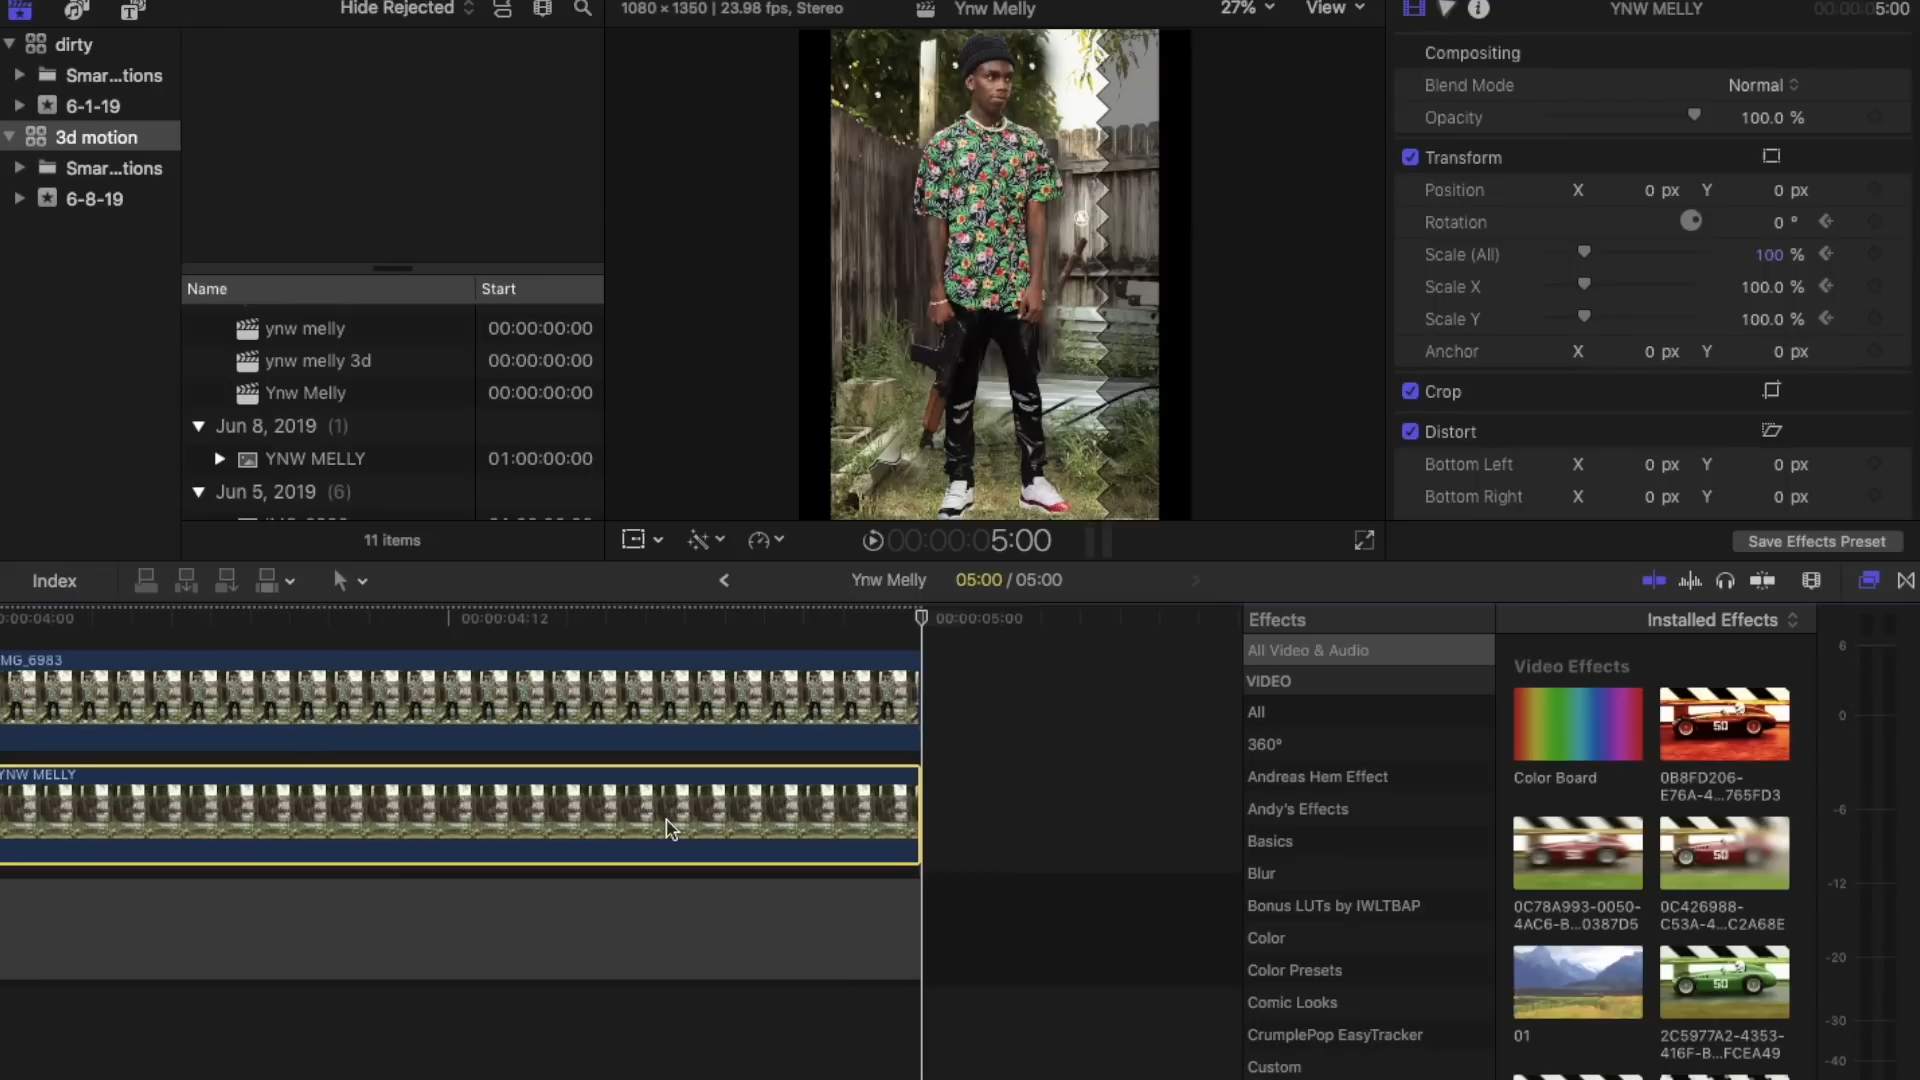 Hide Rejected
1080 × 1350 | 23.98 fps, Stereo
Ynw Melly
27%
View
YNW MELLY
00:00:05:00
dirty
Smar...tions
6-1-19
3d motion
Smar...tions
6-8-19
Name Start
ynw melly 00:00:00:00
ynw melly 3d 00:00:00:00
Ynw Melly 00:00:00:00
Jun 8, 2019 (1)
YNW MELLY 01:00:00:00
Jun 5, 2019 (6)
11 items
00:00:05:00
Compositing
Blend Mode Normal
Opacity 100.0 %
Transform
Position X 0 px Y 0 px
Rotation 0 °
Scale (All) 100 %
Scale X 100.0 %
Scale Y 100.0 %
Anchor X 0 px Y 0 px
Crop
Distort
Bottom Left X 0 px Y 0 px
Bottom Right X 0 px Y 0 px
Save Effects Preset
Index
Ynw Melly 05:00 / 05:00
0:00:04:00
00:00:04:12
00:00:05:00
MG_6983
YNW MELLY
Effects
Installed Effects
All Video & Audio
VIDEO
All
360°
Andreas Hem Effect
Andy's Effects
Basics
Blur
Bonus LUTs by IWLTBAP
Color
Color Presets
Comic Looks
CrumplePop EasyTracker
Custom
Video Effects
Color Board
0B8FD206-
E76A-4...765FD3
0C78A993-0050-
4AC6-B...0387D5
0C426988-
C53A-4...C2A68E
01
2C5977A2-4353-
416F-B...FCEA49
50
50
50
6
0
-6
-12
-20
-30
-40